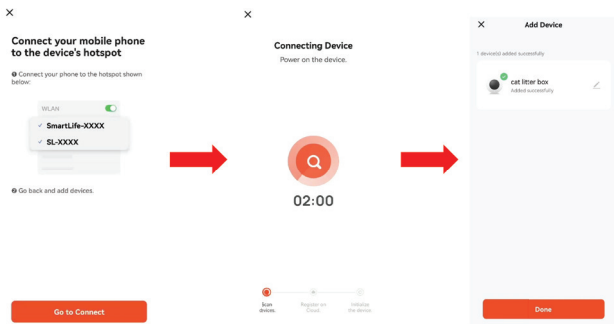 Connect your mobile phone
to the device's hotspot
❶ Connect your phone to the hotspot shown
below:
WLAN
✓ SmartLife-XXXX
✓ SL-XXXX
❷ Go back and add devices.
Go to Connect
Connecting Device
Power on the device.
02:00
Scan
devices.
Register on
Cloud.
Initialize
the device.
Add Device
1 device(s) added successfully
cat litter box
Added successfully
Done